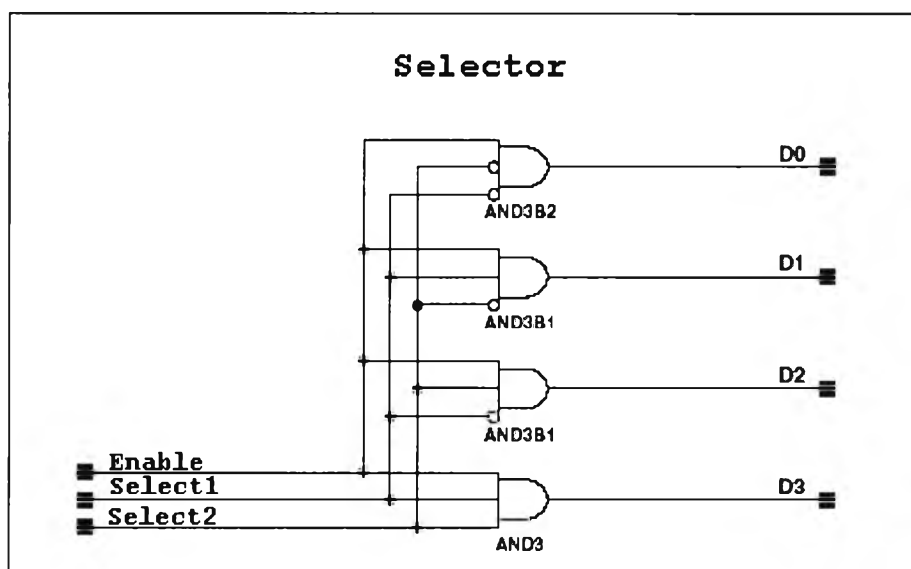 Selector
D0
AND3B2
D1
AND3B1
D2
AND3B1
Enable
Select1
D3
Select2
AND3